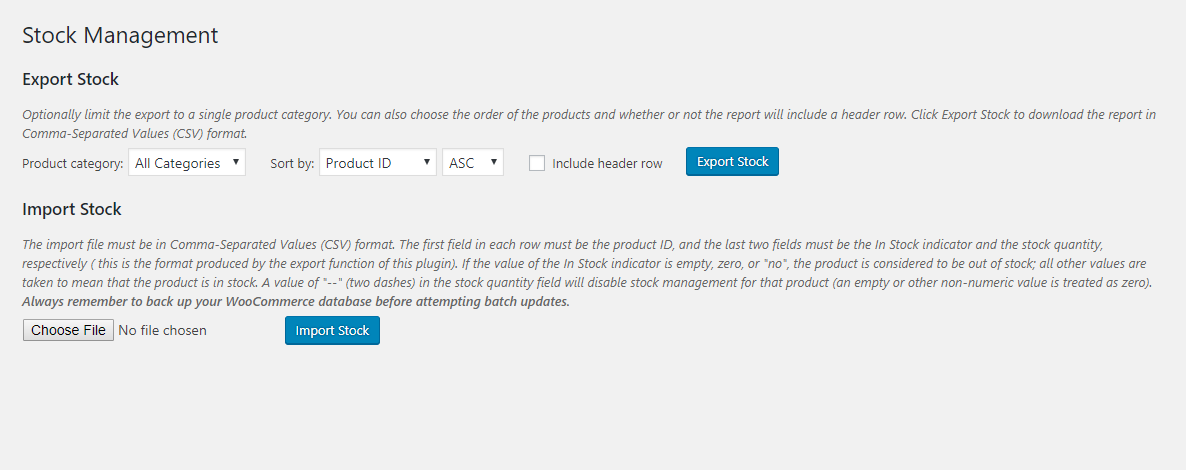 Stock Management
Export Stock
Optionally limit the export to a single product category. You can also choose the order of the products and whether or not the report will include a header row. Click Export Stock to download the report in
Comma-Separated Values (CSV) format.
Product category: All Categories Sort by: Product ID ASC Include header row Export Stock
Import Stock
The import file must be in Comma-Separated Values (CSV) format. The first field in each row must be the product ID, and the last two fields must be the In Stock indicator and the stock quantity,
respectively ( this is the format produced by the export function of this plugin). If the value of the In Stock indicator is empty, zero, or "no", the product is considered to be out of stock; all other values are
taken to mean that the product is in stock. A value of "--" (two dashes) in the stock quantity field will disable stock management for that product (an empty or other non-numeric value is treated as zero).
Always remember to back up your WooCommerce database before attempting batch updates.
Choose File No file chosen Import Stock